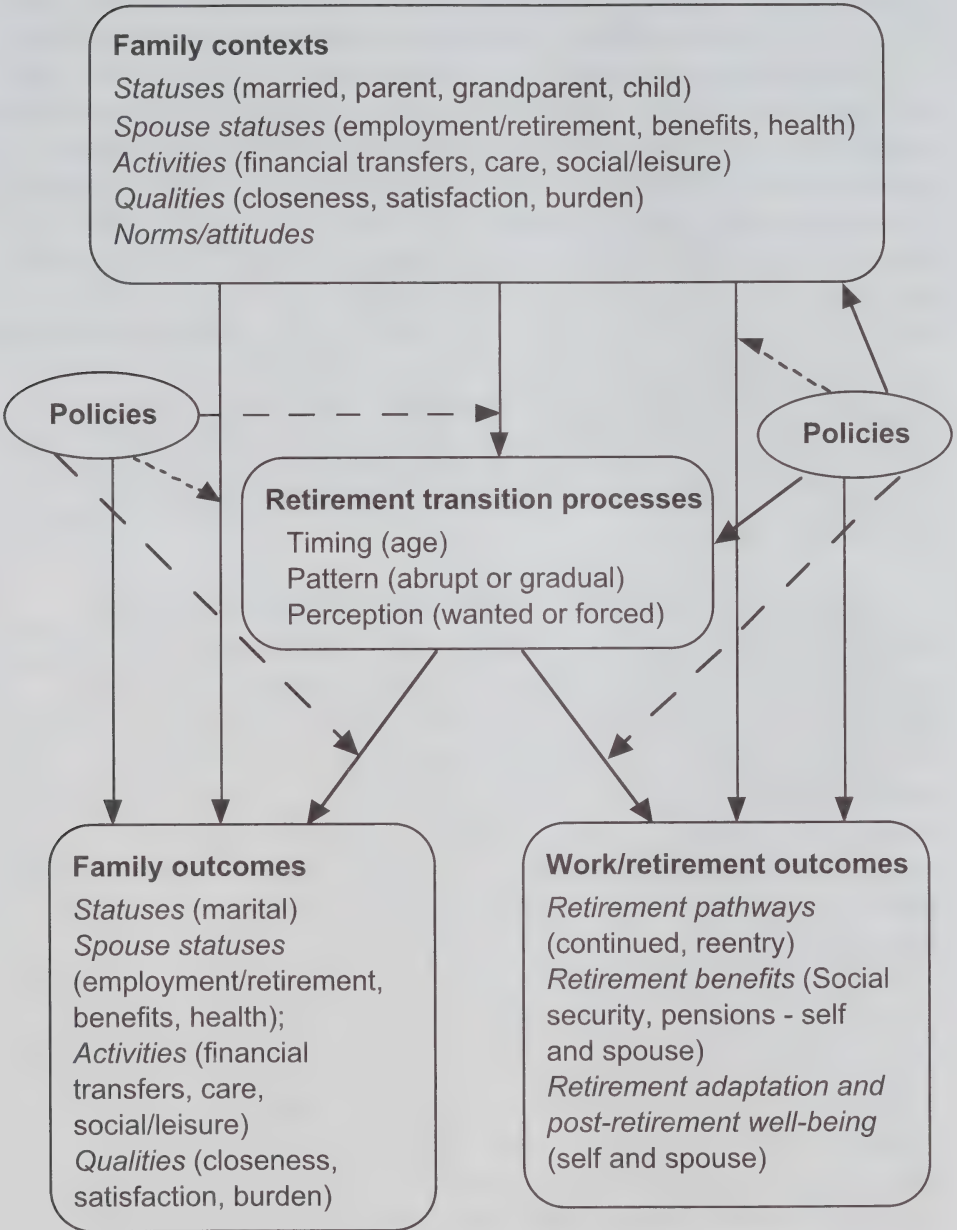 Family contexts
Statuses (married, parent, grandparent, child)
Spouse statuses (employment/retirement, benefits, health)
Activities (financial transfers, care, social/leisure)
Qualities (closeness, satisfaction, burden)
Norms/attitudes
Policies
Policies
Retirement transition processes
Timing (age)
Pattern (abrupt or gradual)
Perception (wanted or forced)
Family outcomes
Statuses (marital)
Spouse statuses
(employment/retirement,
benefits, health);
Activities (financial
transfers, care,
social/leisure)
Qualities (closeness,
satisfaction, burden)
Work/retirement outcomes
Retirement pathways
(continued, reentry)
Retirement benefits (Social
security, pensions - self
and spouse)
Retirement adaptation and
post-retirement well-being
(self and spouse)